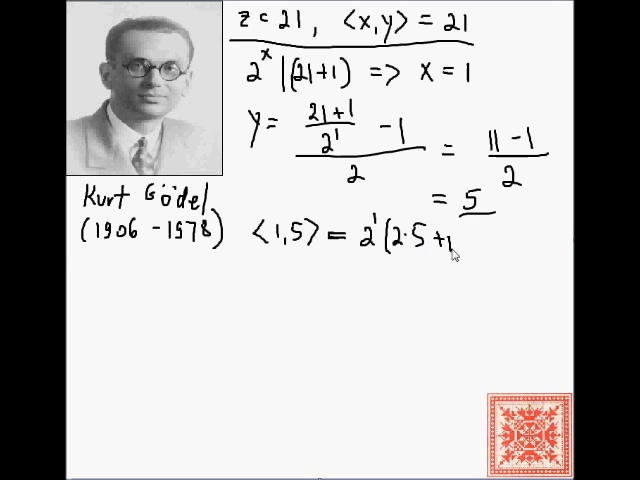 z = 21, ⟨x,y⟩ = 21
2^x | (21+1) => x = 1
y = ((21+1)/2^1 - 1)/2 = (11 - 1)/2
= 5
Kurt Gödel
(1906 - 1978)
⟨1,5⟩ = 2^1(2·5+1